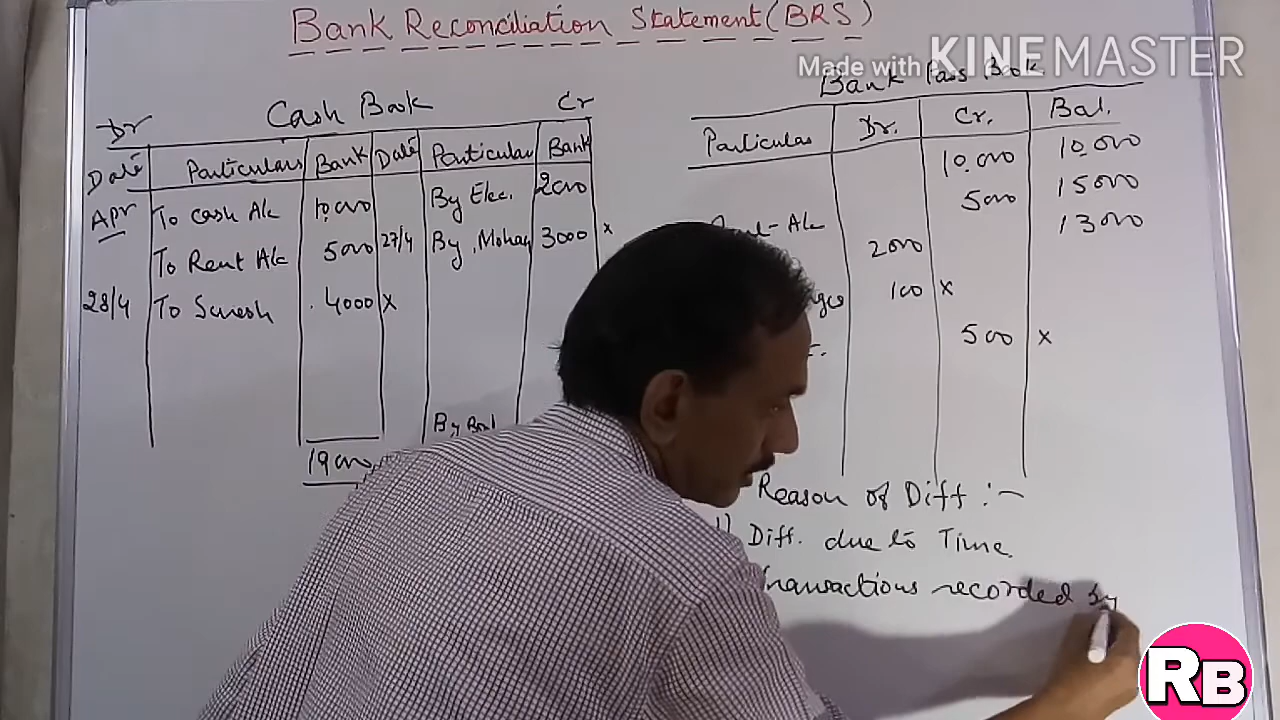 Bank Reconciliation Statement (BRS)
Made with KINEMASTER
Bank Pass Book
Cash Book
Dr
Cr
Date Particulars Bank Date Particular Bank
Apr To Cash A/c 10,000 By Elec. 2000
To Rent A/c 5000 27/4 By Mohan 3000 x
28/4 To Suresh 4000 x
By Bal
19000
Particulas Dr. Cr. Bal.
10,000 10,000
5000 15000
A/c 13000
2000
100 x
500 x
Reason of Diff :-
1) Diff. due to Time
Transactions recorded by
RB